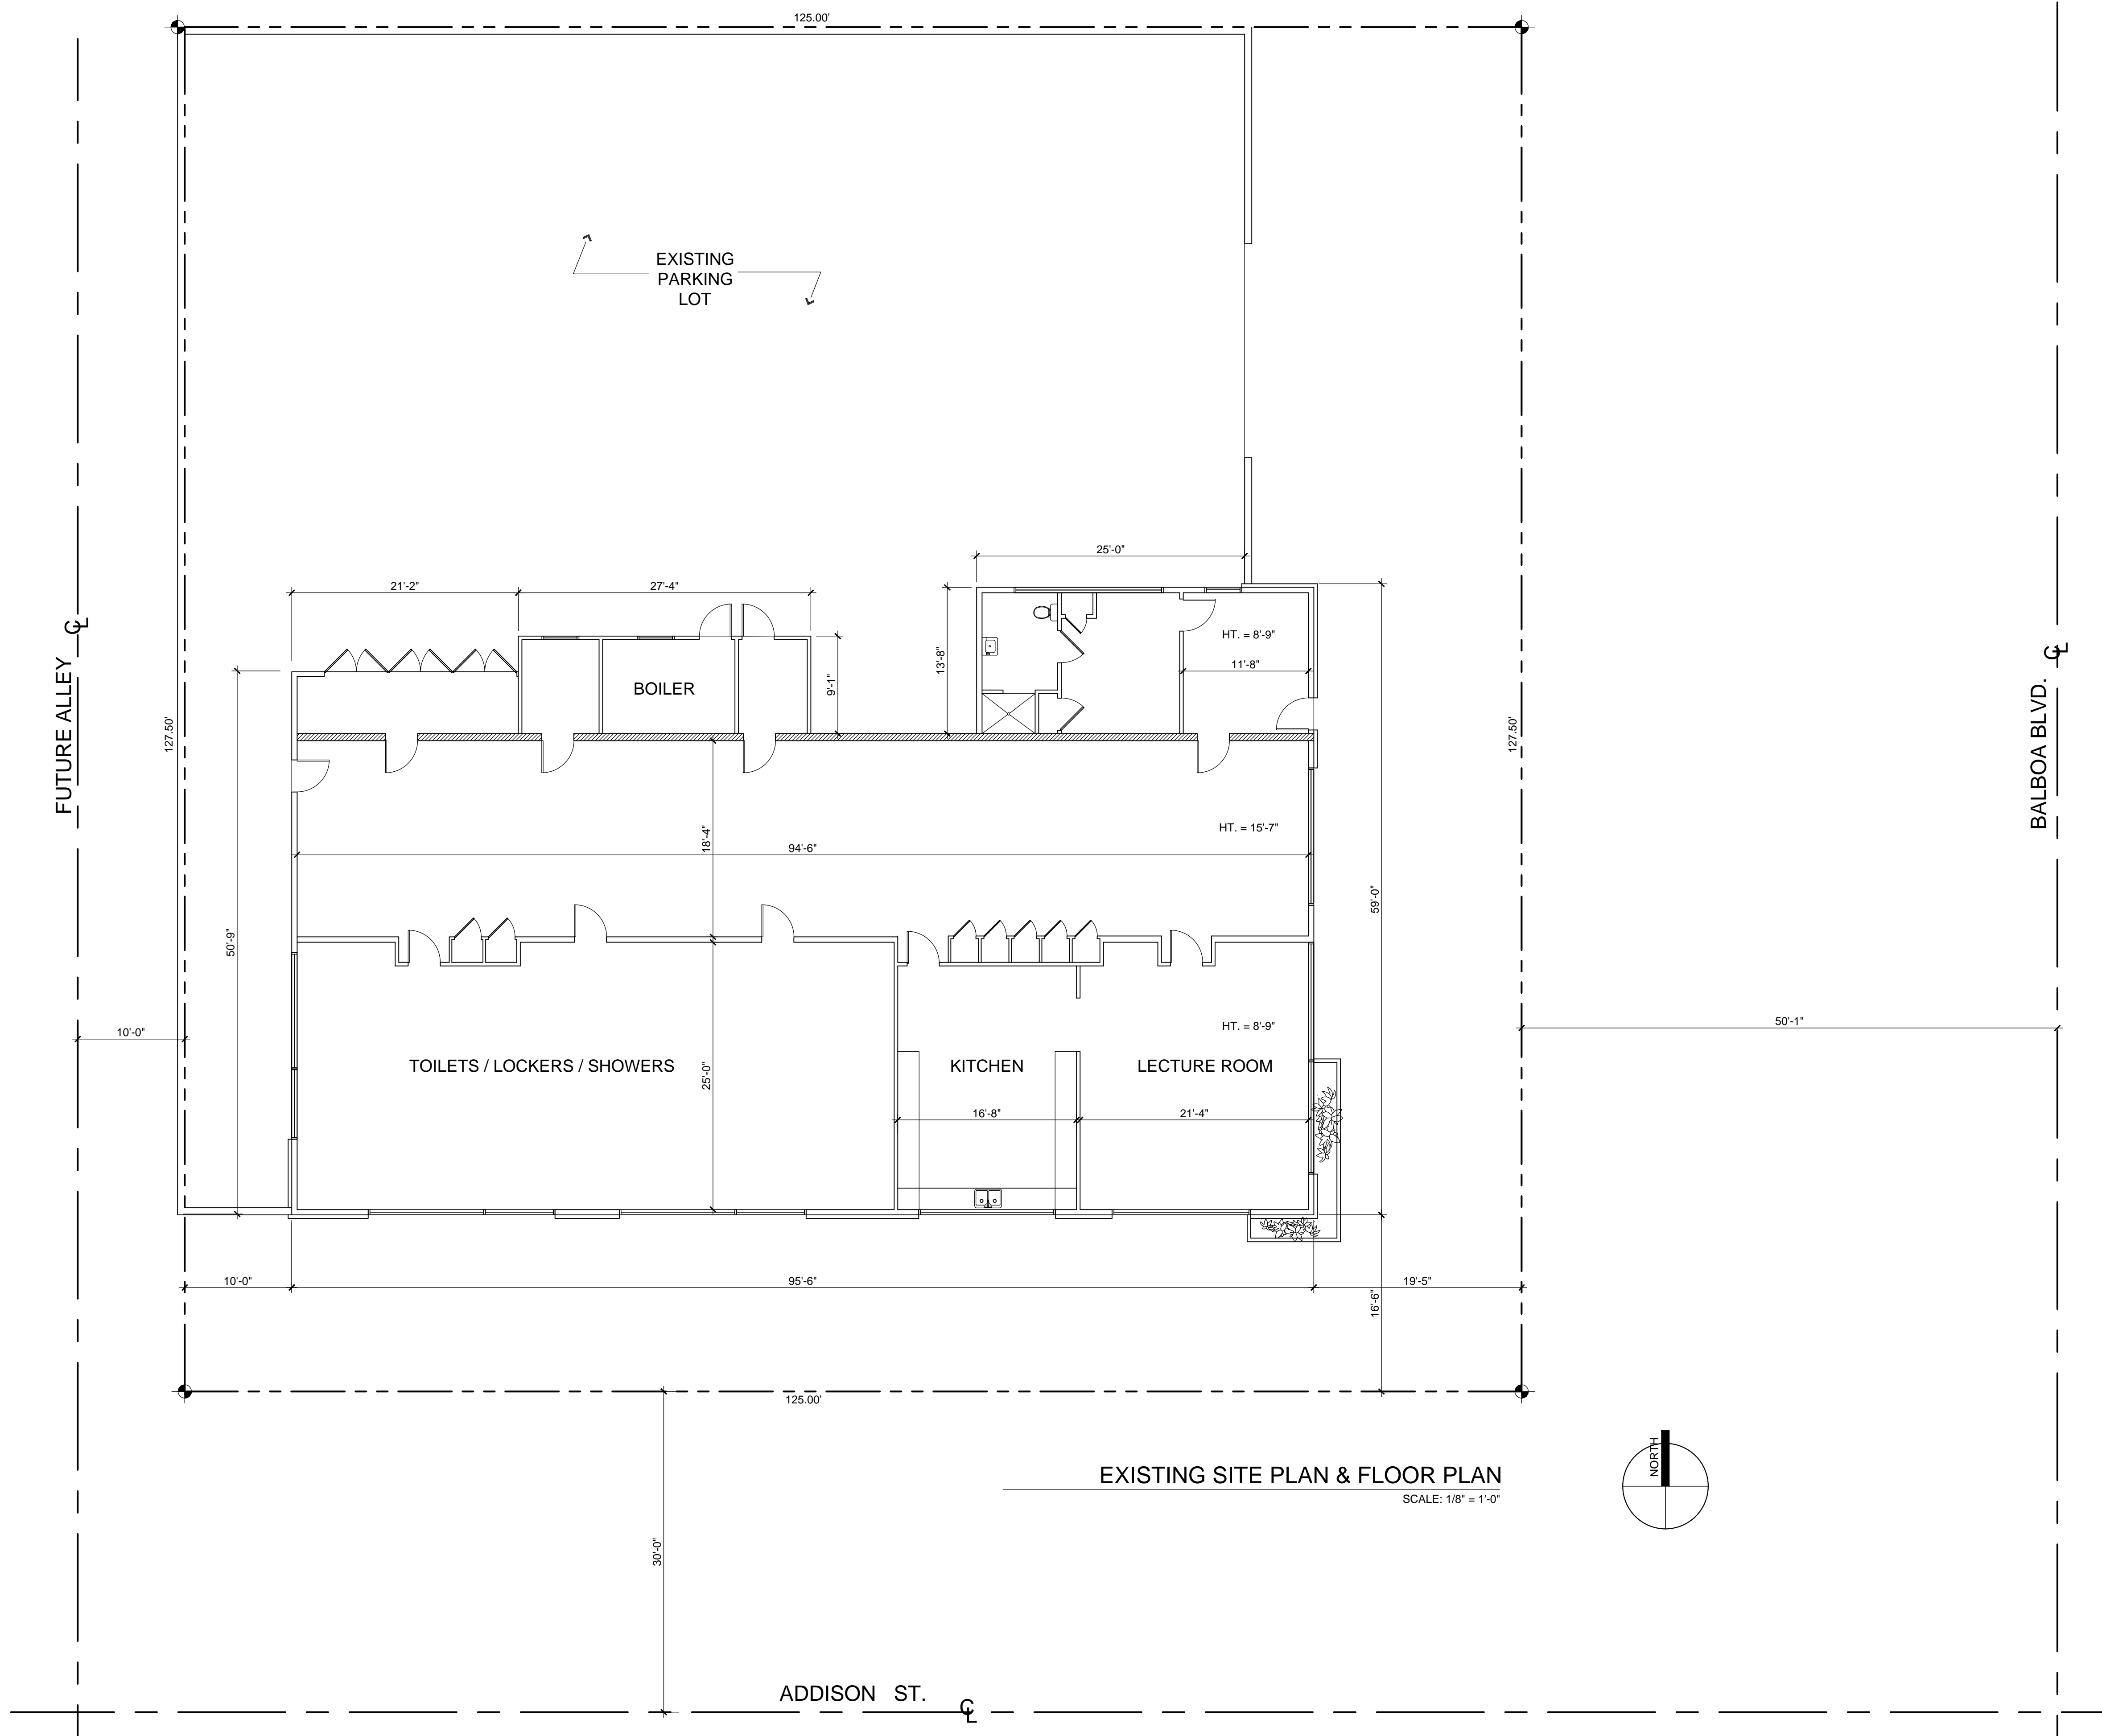 125.00'
EXISTING
PARKING
LOT
25'-0"
21'-2"
27'-4"
HT. = 8'-9"
11'-8"
13'-8"
9'-1"
BOILER
FUTURE ALLEY
CL
127.50'
127.50'
BALBOA BLVD.
CL
18'-4"
HT. = 15'-7"
94'-6"
59'-0"
50'-9"
10'-0"
50'-1"
HT. = 8'-9"
TOILETS / LOCKERS / SHOWERS
25'-0"
KITCHEN
LECTURE ROOM
16'-8"
21'-4"
10'-0"
95'-6"
19'-5"
16'-6"
125.00'
EXISTING SITE PLAN & FLOOR PLAN
SCALE: 1/8" = 1'-0"
NORTH
30'-0"
ADDISON ST.
CL